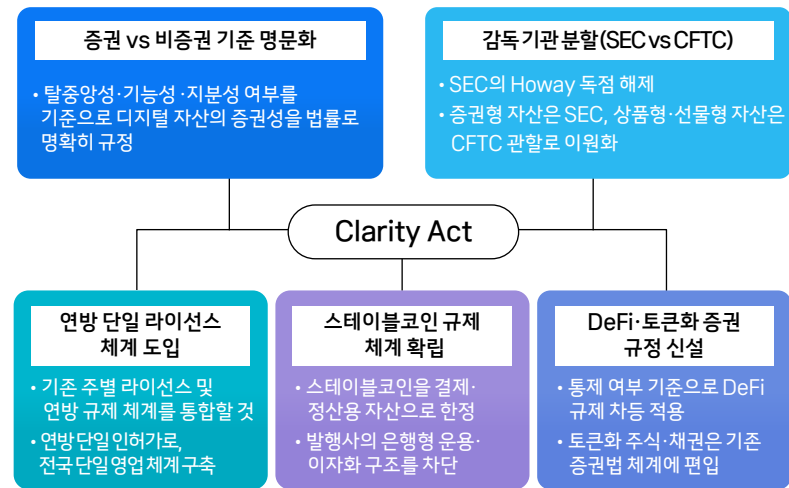 증권 vs 비증권 기준 명문화
• 탈중앙성·기능성·지분성 여부를
기준으로 디지털 자산의 증권성을 법률로
명확히 규정
감독기관 분할(SEC vs CFTC)
• SEC의 Howay 독점 해제
• 증권형 자산은 SEC, 상품형·선물형 자산은
CFTC 관할로 이원화
Clarity Act
연방 단일 라이선스
체계 도입
• 기존 주별 라이선스 및
연방 규제 체계를 통합할 것
• 연방 단일 인허가로,
전국 단일 영업 체계 구축
스테이블코인 규제
체계 확립
• 스테이블코인을 결제·
정산용 자산으로 한정
• 발행사의 은행형 운용·
이자화 구조를 차단
DeFi·토큰화 증권
규정 신설
• 통제 여부 기준으로 DeFi
규제 차등 적용
• 토큰화 주식·채권은 기존
증권법 체계에 편입